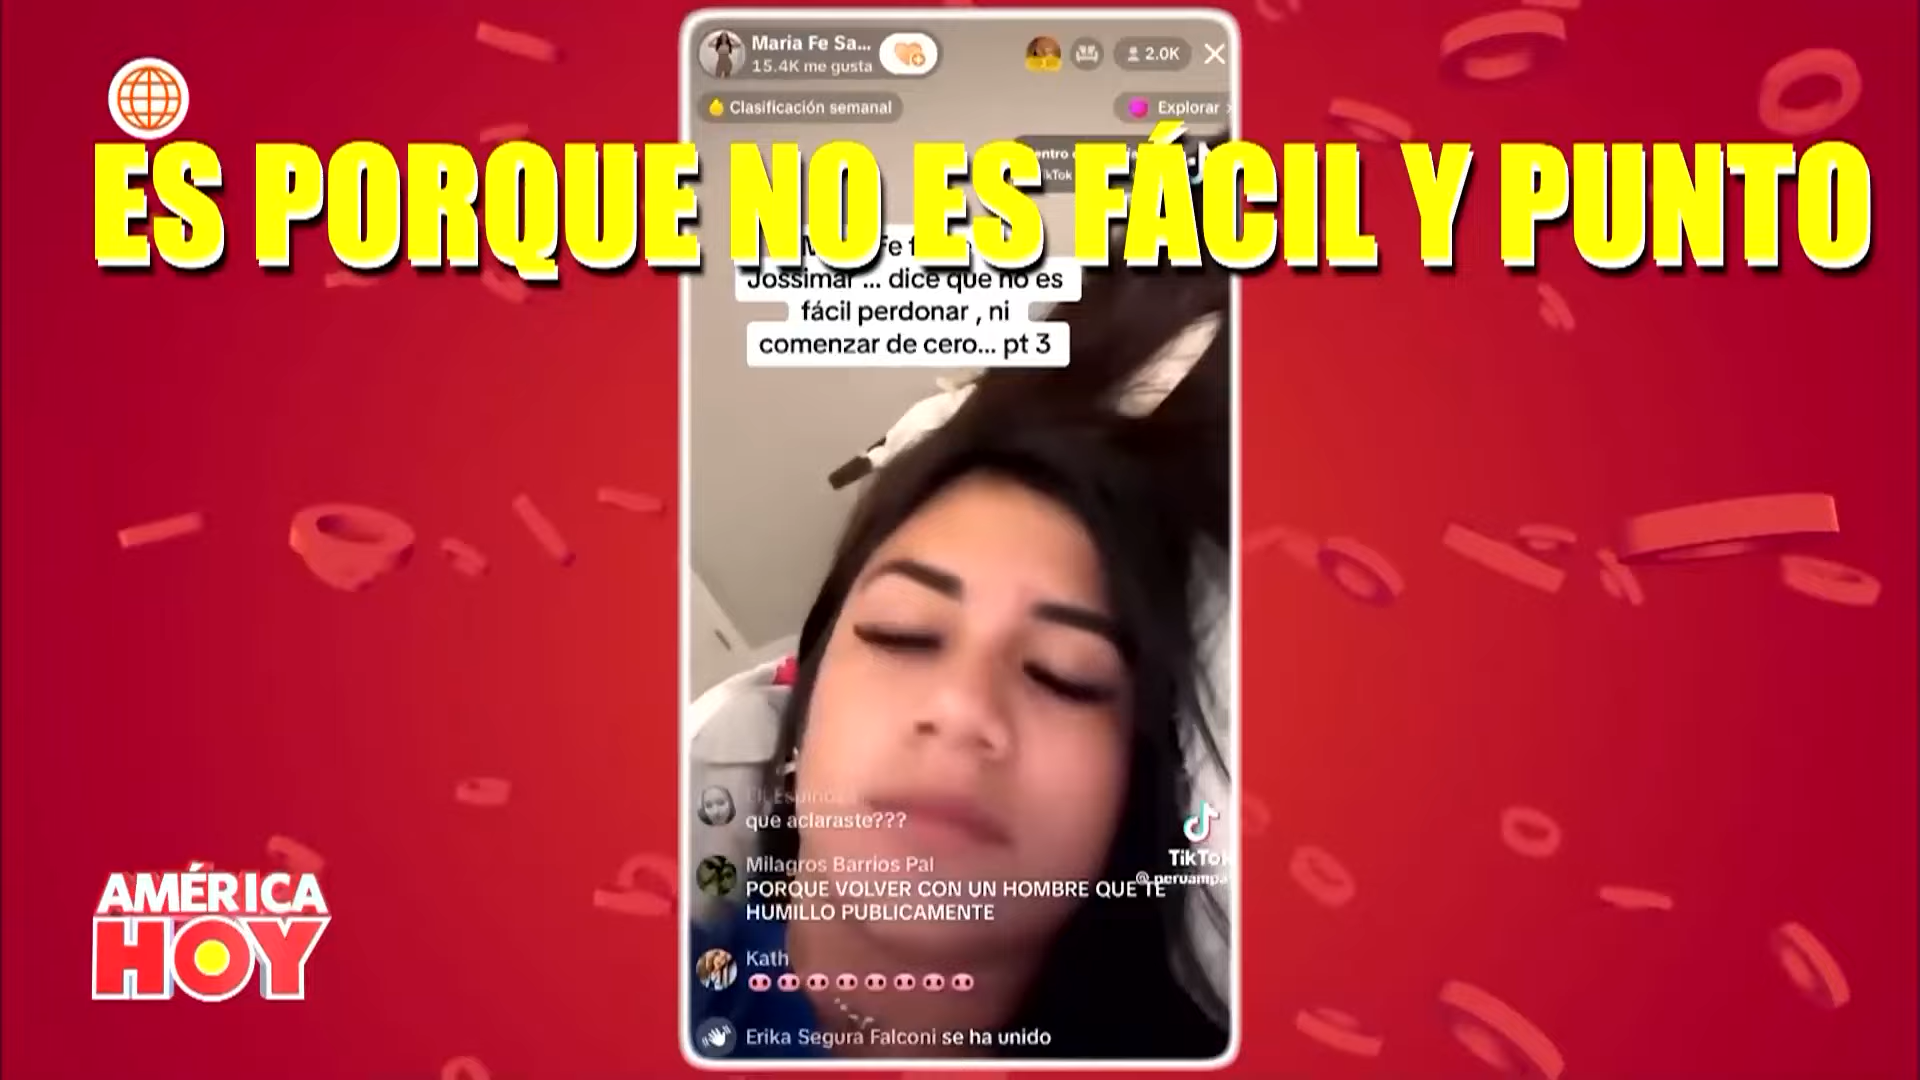 Maria Fe Sa...
15.4K me gusta
2.0K
Clasificación semanal
Explorar
ES PORQUE NO ES FÁCIL Y PUNTO
Jossimar ... dice que no es
fácil perdonar , ni
comenzar de cero... pt 3
que aclaraste???
Milagros Barrios Pal
PORQUE VOLVER CON UN HOMBRE QUE TE
HUMILLO PUBLICAMENTE
Kath
Erika Segura Falconi se ha unido
TikTok
AMÉRICA
HOY